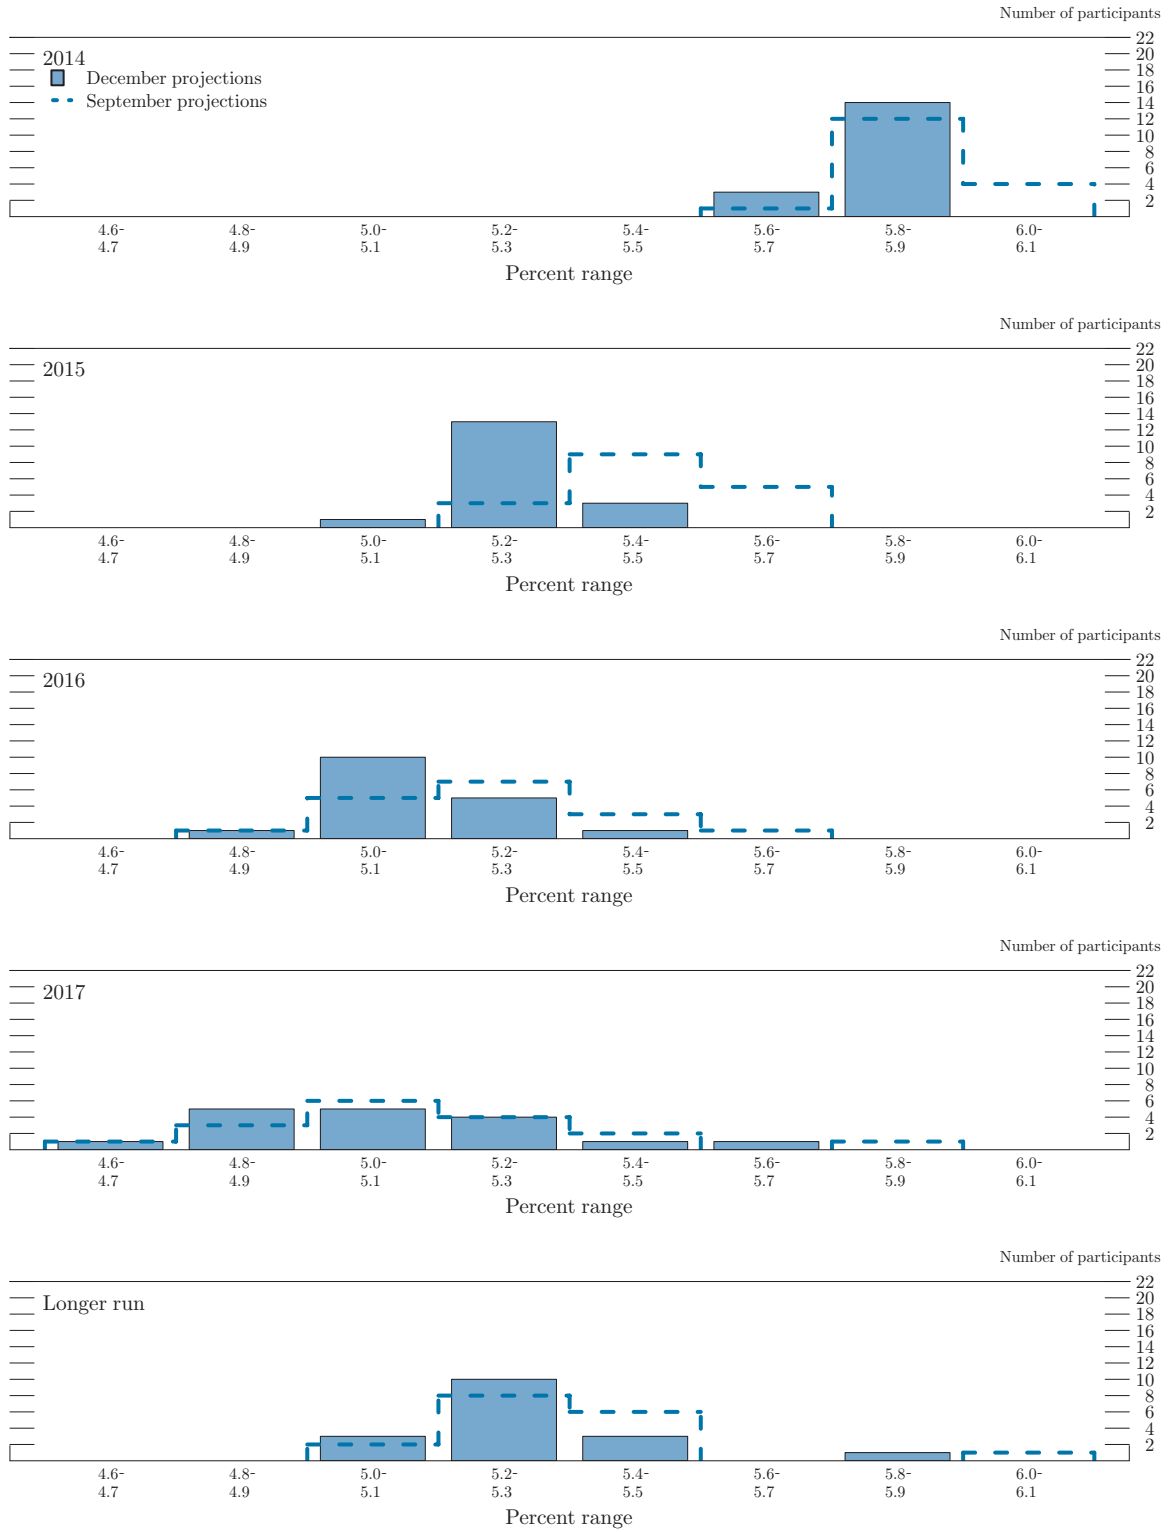 Number of participants
2014
December projections
September projections
22
20
18
16
14
12
10
8
6
4
2
4.6- 4.8- 5.0- 5.2- 5.4- 5.6- 5.8- 6.0-
4.7 4.9 5.1 5.3 5.5 5.7 5.9 6.1
Percent range
Number of participants
2015
22
20
18
16
14
12
10
8
6
4
2
4.6- 4.8- 5.0- 5.2- 5.4- 5.6- 5.8- 6.0-
4.7 4.9 5.1 5.3 5.5 5.7 5.9 6.1
Percent range
Number of participants
2016
22
20
18
16
14
12
10
8
6
4
2
4.6- 4.8- 5.0- 5.2- 5.4- 5.6- 5.8- 6.0-
4.7 4.9 5.1 5.3 5.5 5.7 5.9 6.1
Percent range
Number of participants
2017
22
20
18
16
14
12
10
8
6
4
2
4.6- 4.8- 5.0- 5.2- 5.4- 5.6- 5.8- 6.0-
4.7 4.9 5.1 5.3 5.5 5.7 5.9 6.1
Percent range
Number of participants
Longer run
22
20
18
16
14
12
10
8
6
4
2
4.6- 4.8- 5.0- 5.2- 5.4- 5.6- 5.8- 6.0-
4.7 4.9 5.1 5.3 5.5 5.7 5.9 6.1
Percent range